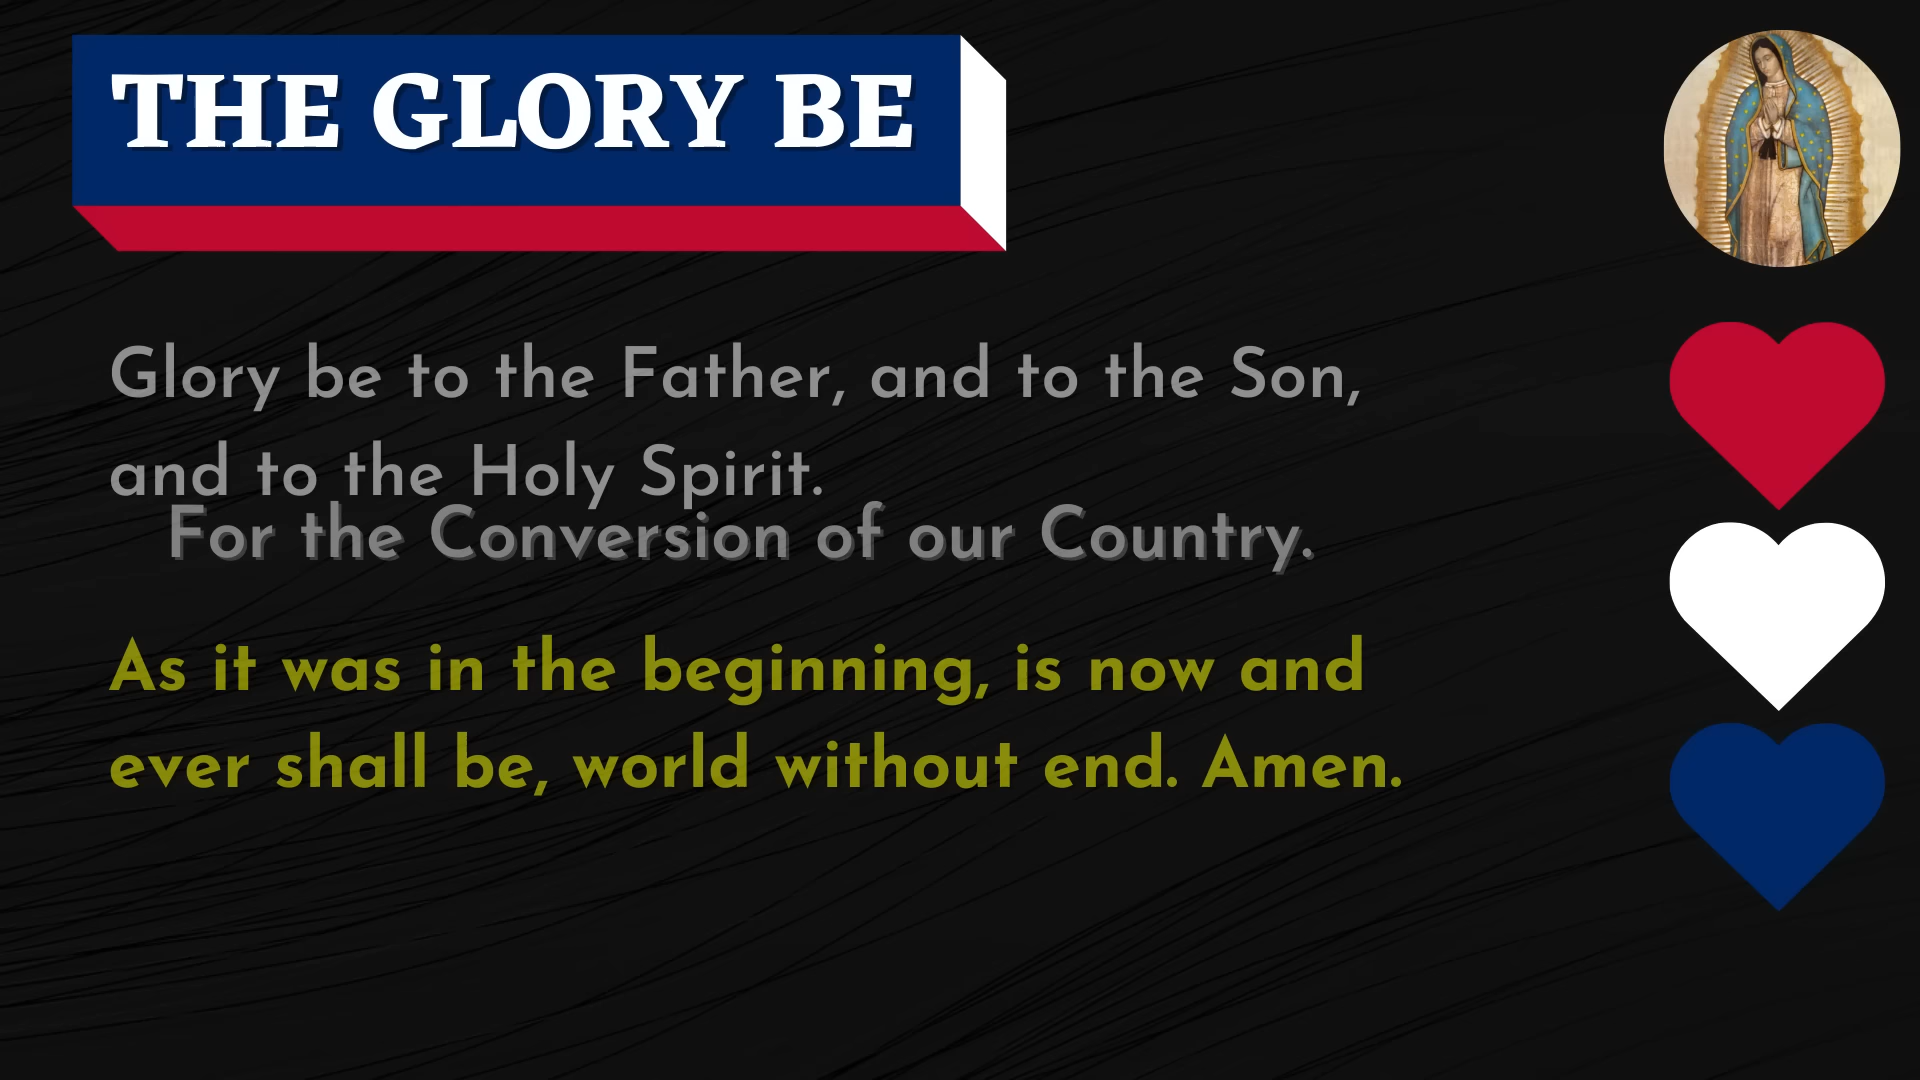 THE GLORY BE
Glory be to the Father, and to the Son,
and to the Holy Spirit.
For the Conversion of our Country.
As it was in the beginning, is now and
ever shall be, world without end. Amen.